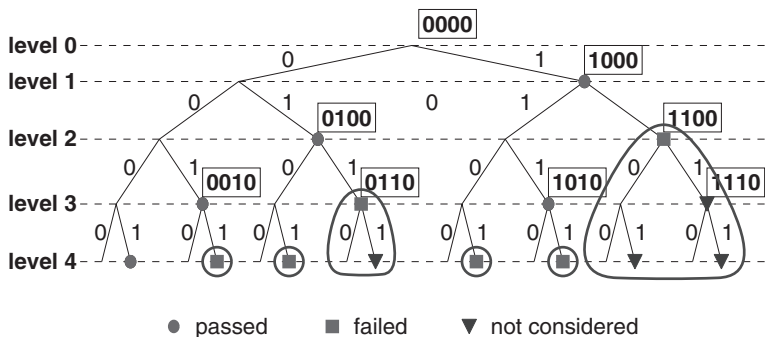 0000
level 0
0 1 1000
level 1
0 1 0 1
0100 1100
level 2
0 1 0 1 0 1 0 1
0010 0110 1010 1110
level 3
0 1 0 1 0 1 0 1 0 1 0 1 0 1 0 1
level 4
passed failed not considered